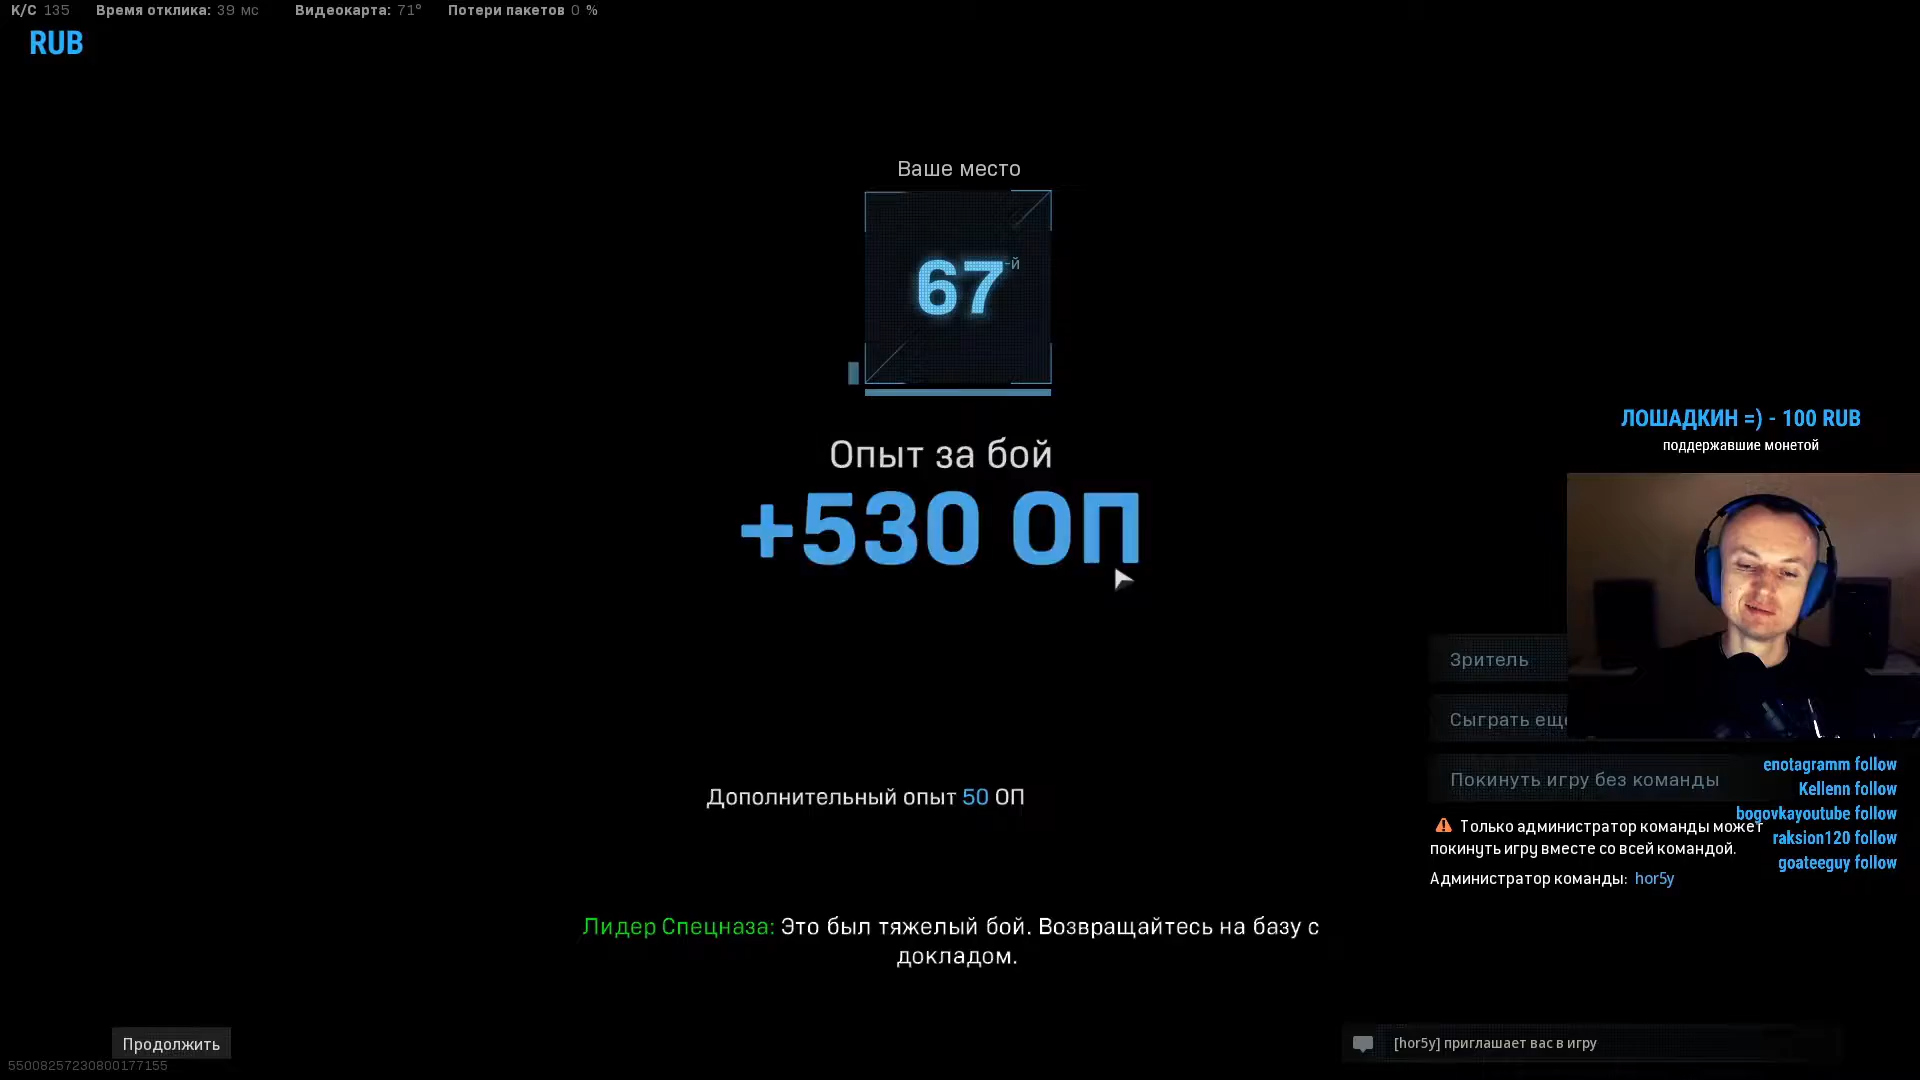 К/С 135 Время отклика: 39 мс Видеокарта: 71° Потери пакетов 0 %
RUB
Ваше место
67-й
Опыт за бой
+530 ОП
ЛОШАДКИН =) - 100 RUB
поддержавшие монетой
Зритель
Сыграть ещё
Покинуть игру без команды
Дополнительный опыт 50 ОП
enotagramm follow
Kellenn follow
bogovkayoutube follow
raksion120 follow
goateeguy follow
Только администратор команды может
покинуть игру вместе со всей командой.
Администратор команды: hor5y
Лидер Спецназа: Это был тяжелый бой. Возвращайтесь на базу с
докладом.
Продолжить
[hor5y] приглашает вас в игру
55008257230800177155